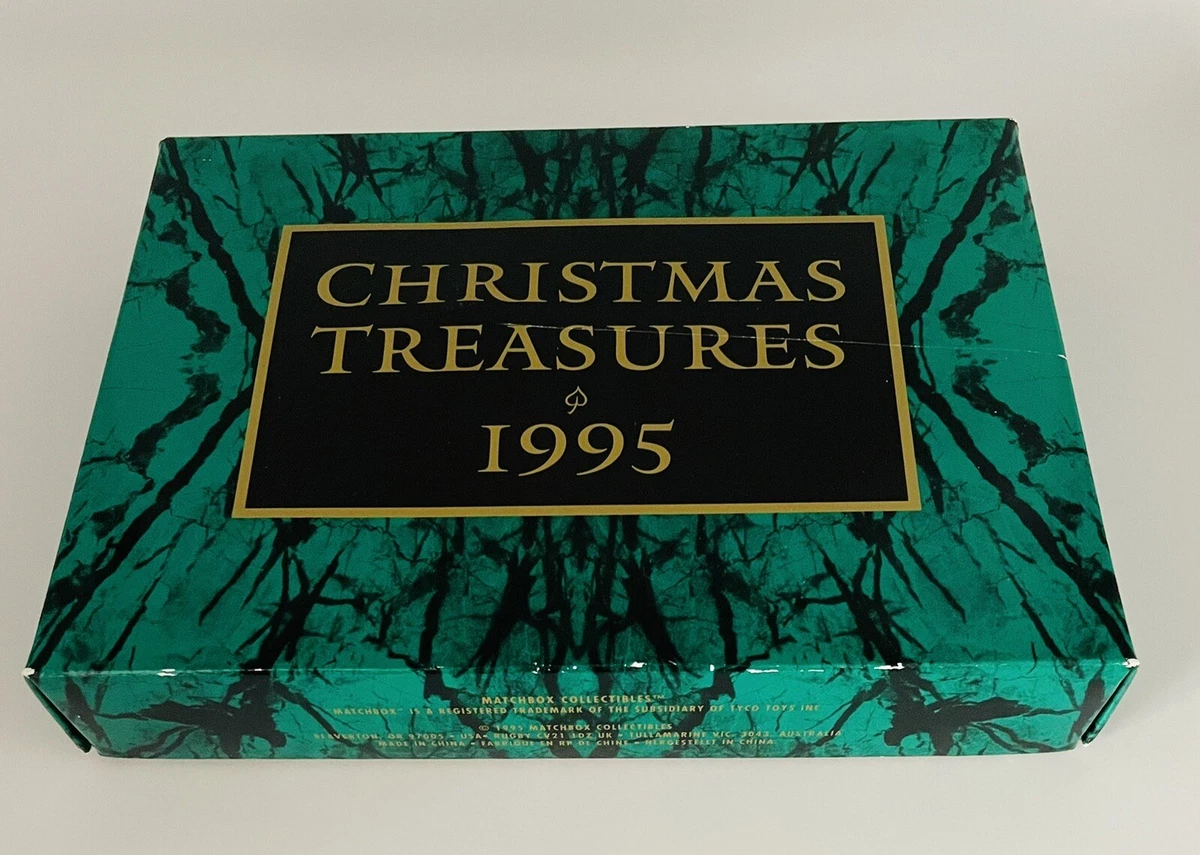 CHRISTMAS
TREASURES
1995
MATCHBOX COLLECTIBLES™
MATCHBOX™ IS A REGISTERED TRADEMARK OF THE SUBSIDIARY OF TYCO TOYS INC
© 1995 MATCHBOX COLLECTIBLES
BEAVERTON, OR 97005 • USA • RUGBY CV21 1DZ UK • TULLAMARINE VIC. 3043, AUSTRALIA
MADE IN CHINA • FABRIQUE EN RP DE CHINE • HERGESTELLT IN CHINA